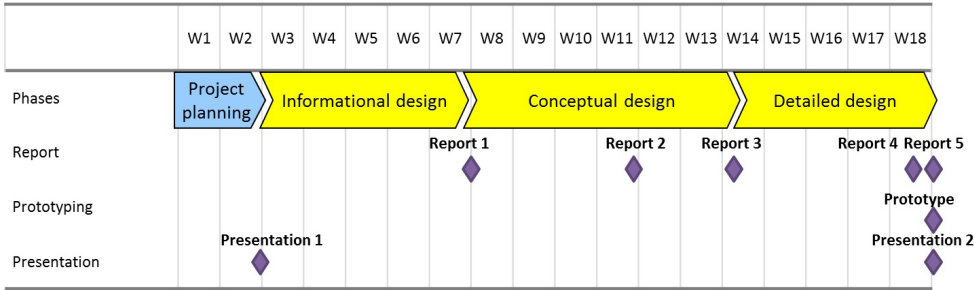 W1 W2 W3 W4 W5 W6 W7 W8 W9 W10 W11 W12 W13 W14 W15 W16 W17 W18
Phases
Project
planning
Informational design
Conceptual design
Detailed design
Report
Report 1
Report 2
Report 3
Report 4
Report 5
Prototyping
Prototype
Presentation
Presentation 1
Presentation 2